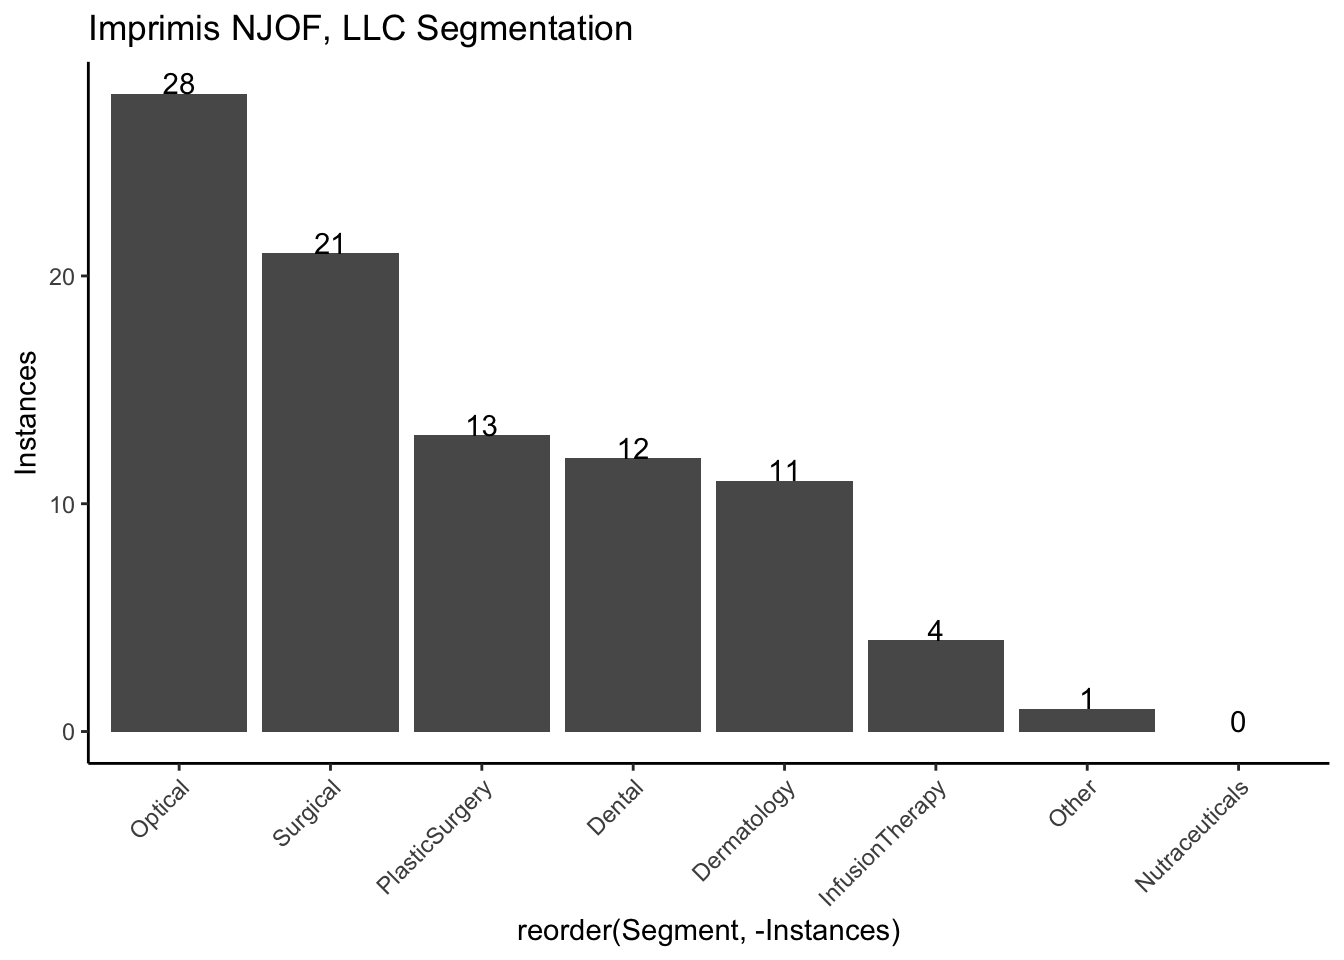 Imprimis NJOF, LLC Segmentation
28
21
13
12
11
4
1
0
20
10
0
Instances
Optical
Surgical
PlasticSurgery
Dental
Dermatology
InfusionTherapy
Other
Nutraceuticals
reorder(Segment, -Instances)